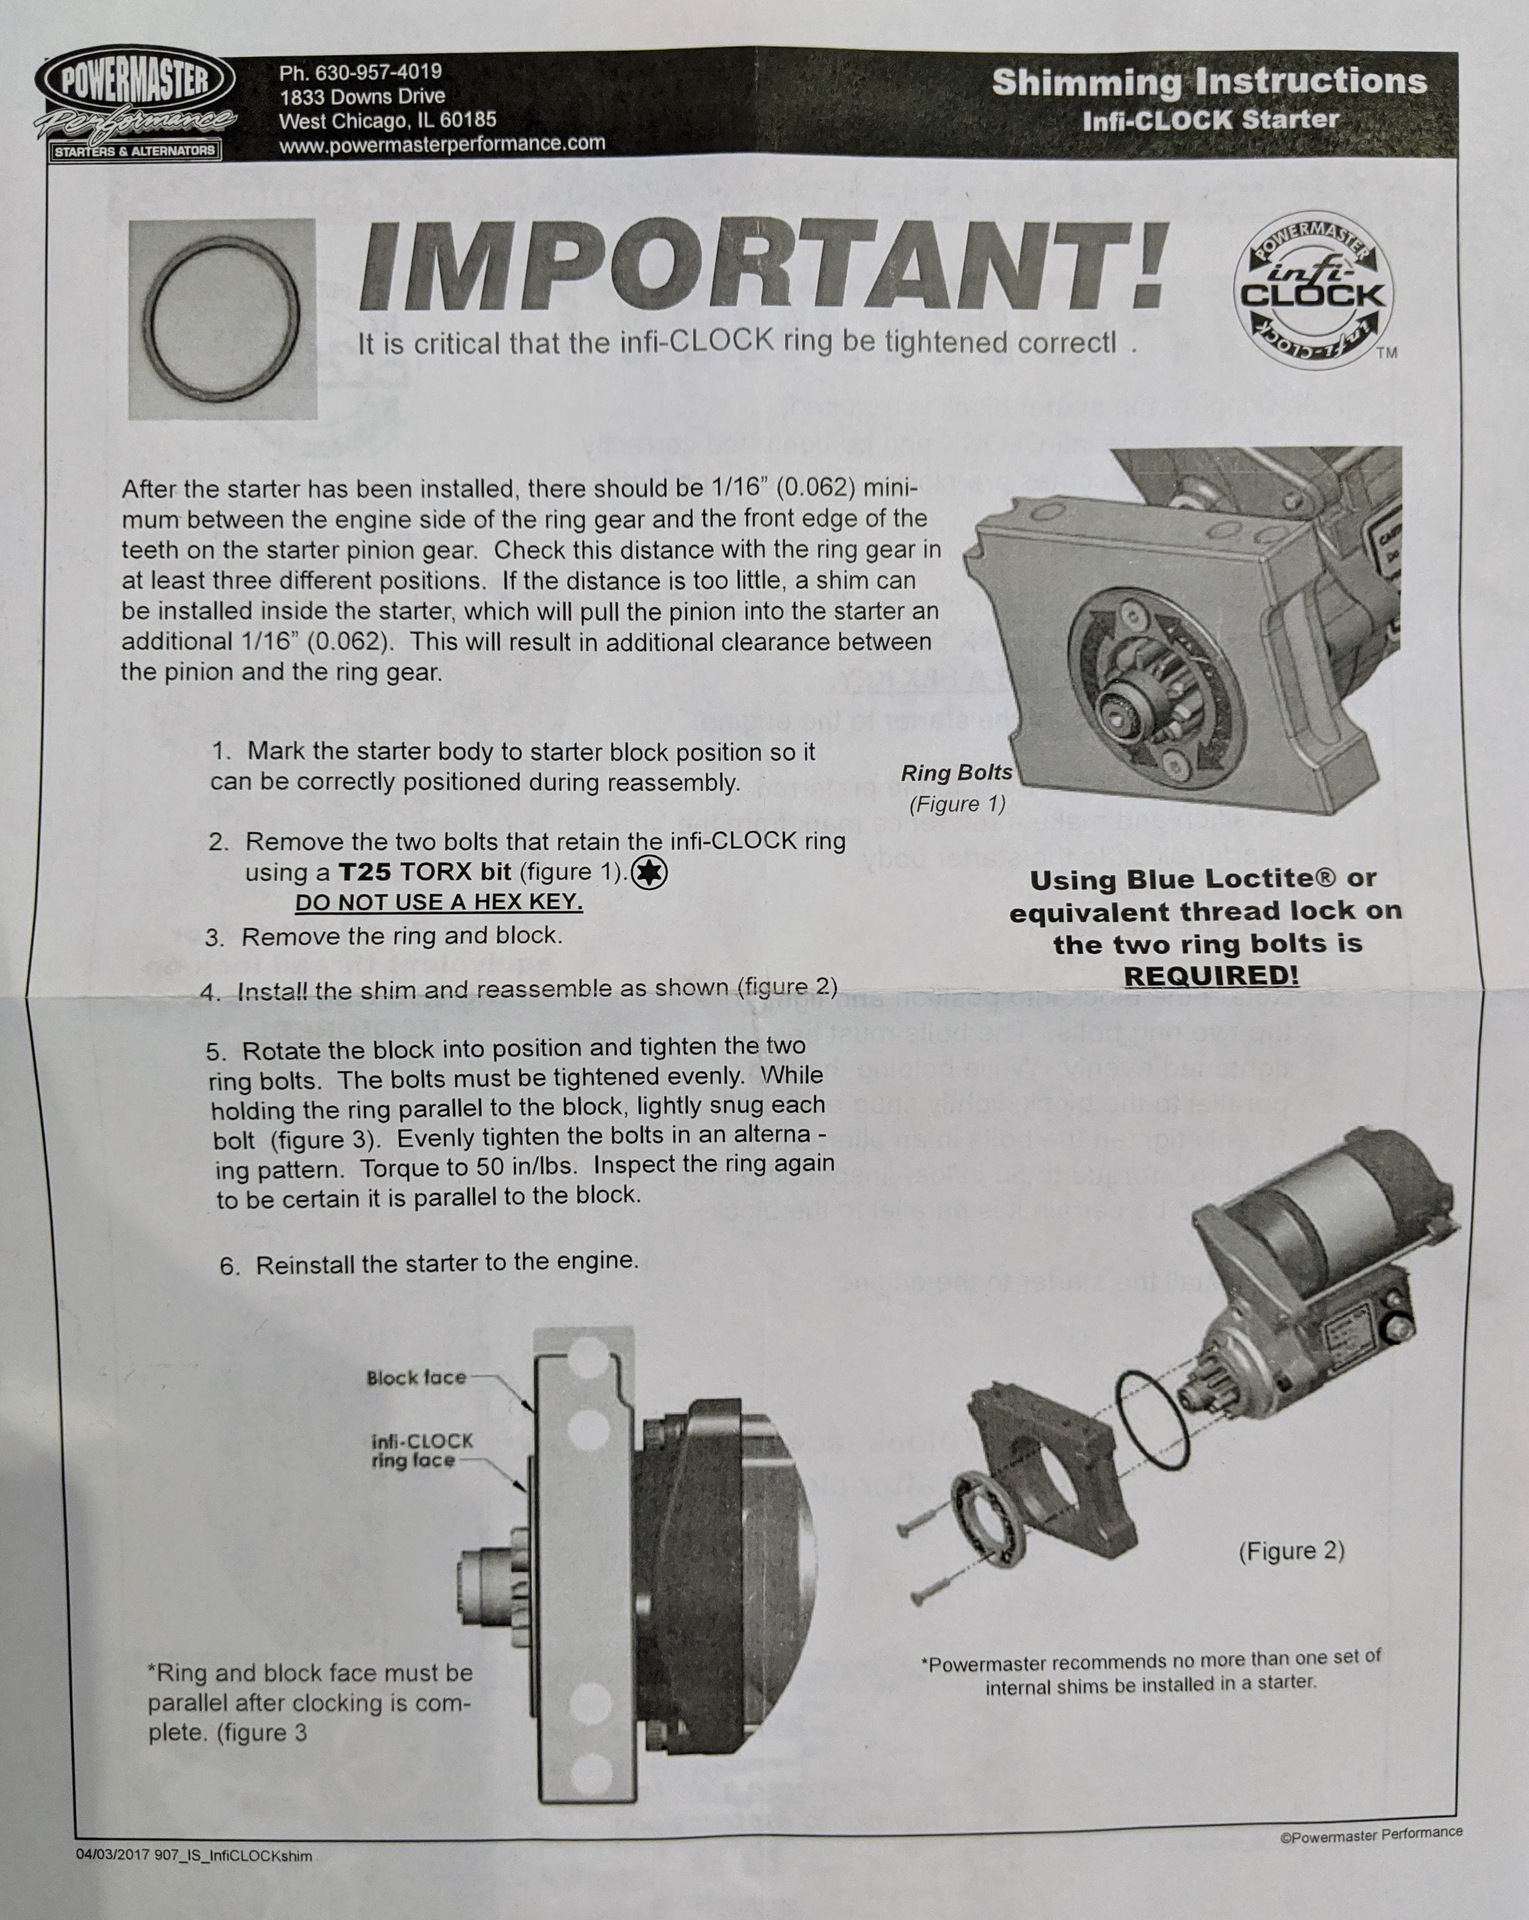 POWERMASTER
Performance
STARTERS & ALTERNATORS
Ph. 630-957-4019
1833 Downs Drive
West Chicago, IL 60185
www.powermasterperformance.com
Shimming Instructions
Infi-CLOCK Starter
IMPORTANT!
It is critical that the infi-CLOCK ring be tightened correctl .
POWERMASTER
infi-
CLOCK
infi-CLOCK
TM
After the starter has been installed, there should be 1/16” (0.062) mini-
mum between the engine side of the ring gear and the front edge of the
teeth on the starter pinion gear. Check this distance with the ring gear in
at least three different positions. If the distance is too little, a shim can
be installed inside the starter, which will pull the pinion into the starter an
additional 1/16” (0.062). This will result in additional clearance between
the pinion and the ring gear.
1. Mark the starter body to starter block position so it
can be correctly positioned during reassembly.
Ring Bolts
(Figure 1)
2. Remove the two bolts that retain the infi-CLOCK ring
using a T25 TORX bit (figure 1).
DO NOT USE A HEX KEY.
3. Remove the ring and block.
4. Install the shim and reassemble as shown (figure 2)
Using Blue Loctite® or
equivalent thread lock on
the two ring bolts is
REQUIRED!
5. Rotate the block into position and tighten the two
ring bolts. The bolts must be tightened evenly. While
holding the ring parallel to the block, lightly snug each
bolt (figure 3). Evenly tighten the bolts in an alterna -
ing pattern. Torque to 50 in/lbs. Inspect the ring again
to be certain it is parallel to the block.
6. Reinstall the starter to the engine.
Block face
infi-CLOCK
ring face
(Figure 2)
*Ring and block face must be
parallel after clocking is com-
plete. (figure 3
*Powermaster recommends no more than one set of
internal shims be installed in a starter.
©Powermaster Performance
04/03/2017 907_IS_InfiCLOCKshim